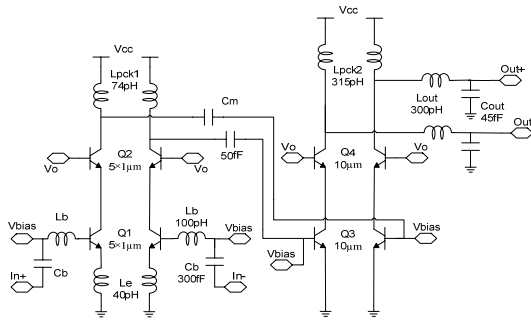 Vcc
Vcc
Lpck1
74pH
Cm
Lpck2
315pH
Out+
Lout
300pH
Cout
45fF
Out
Vo
Q2
5×1μm
Vo
50fF
Vo
Q4
10μm
Vo
Vbias
Lb
Q1
5×1μm
Lb
100pH
Vbias
Q3
10μm
Vbias
Vbias
In+
Cb
Le
40pH
Cb
300fF
In-